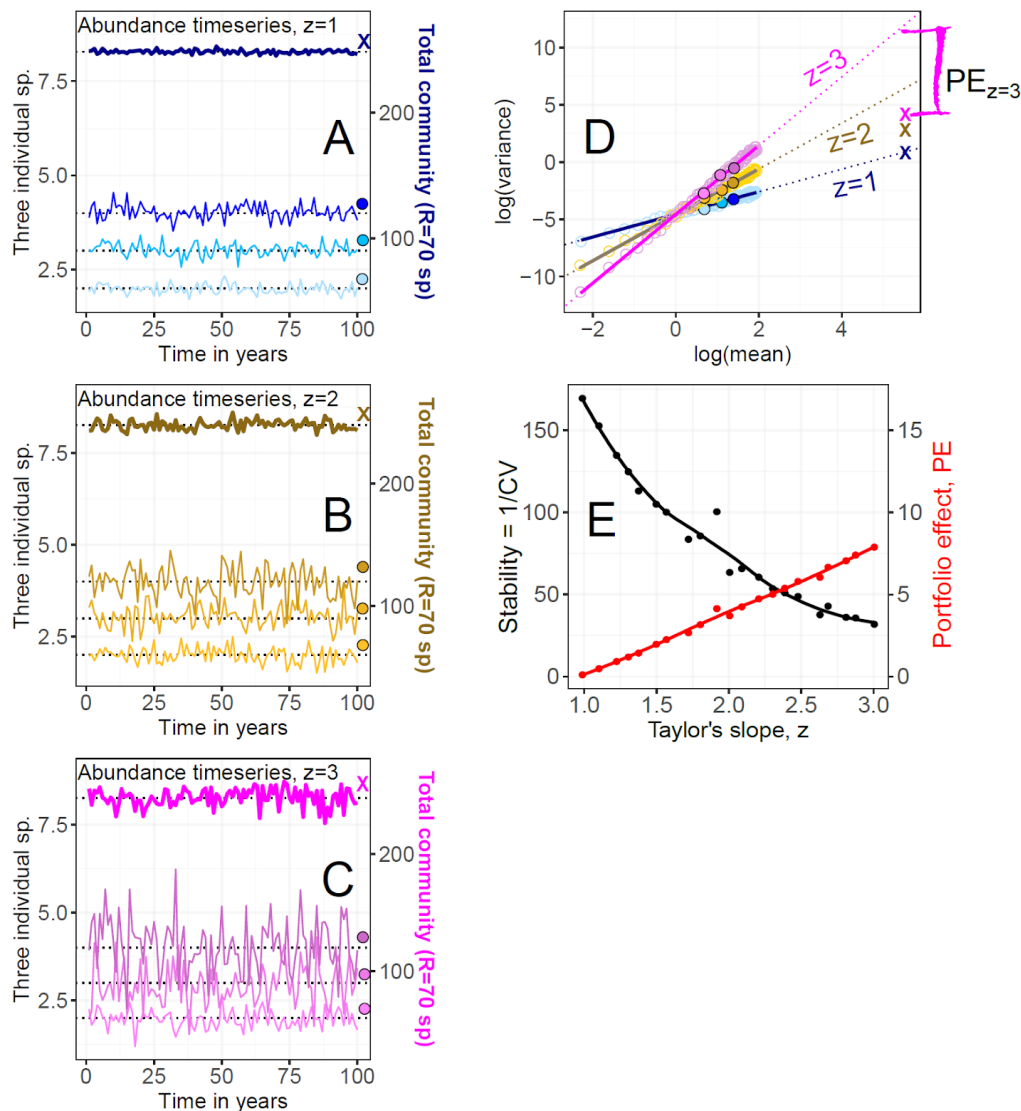 Abundance timeseries, z=1
Three individual sp.
8.5
5.0
2.5
A
X
200
100
Total community (R=70 sp)
0 25 50 75 100
Time in years
Abundance timeseries, z=2
Three individual sp.
7.5
5.0
2.5
B
X
200
100
Total community (R=70 sp)
0 25 50 75 100
Time in years
Abundance timeseries, z=3
Three individual sp.
7.5
5.0
2.5
C
X
200
100
Total community (R=70 sp)
0 25 50 75 100
Time in years
log(variance)
10
5
0
−5
−10
D
z=3
z=2
z=1
X
X
X
PEz=3
−2 0 2 4
log(mean)
Stability = 1/CV
150
100
50
0
E
15
10
5
0
Portfolio effect, PE
1.0 1.5 2.0 2.5 3.0
Taylor's slope, z